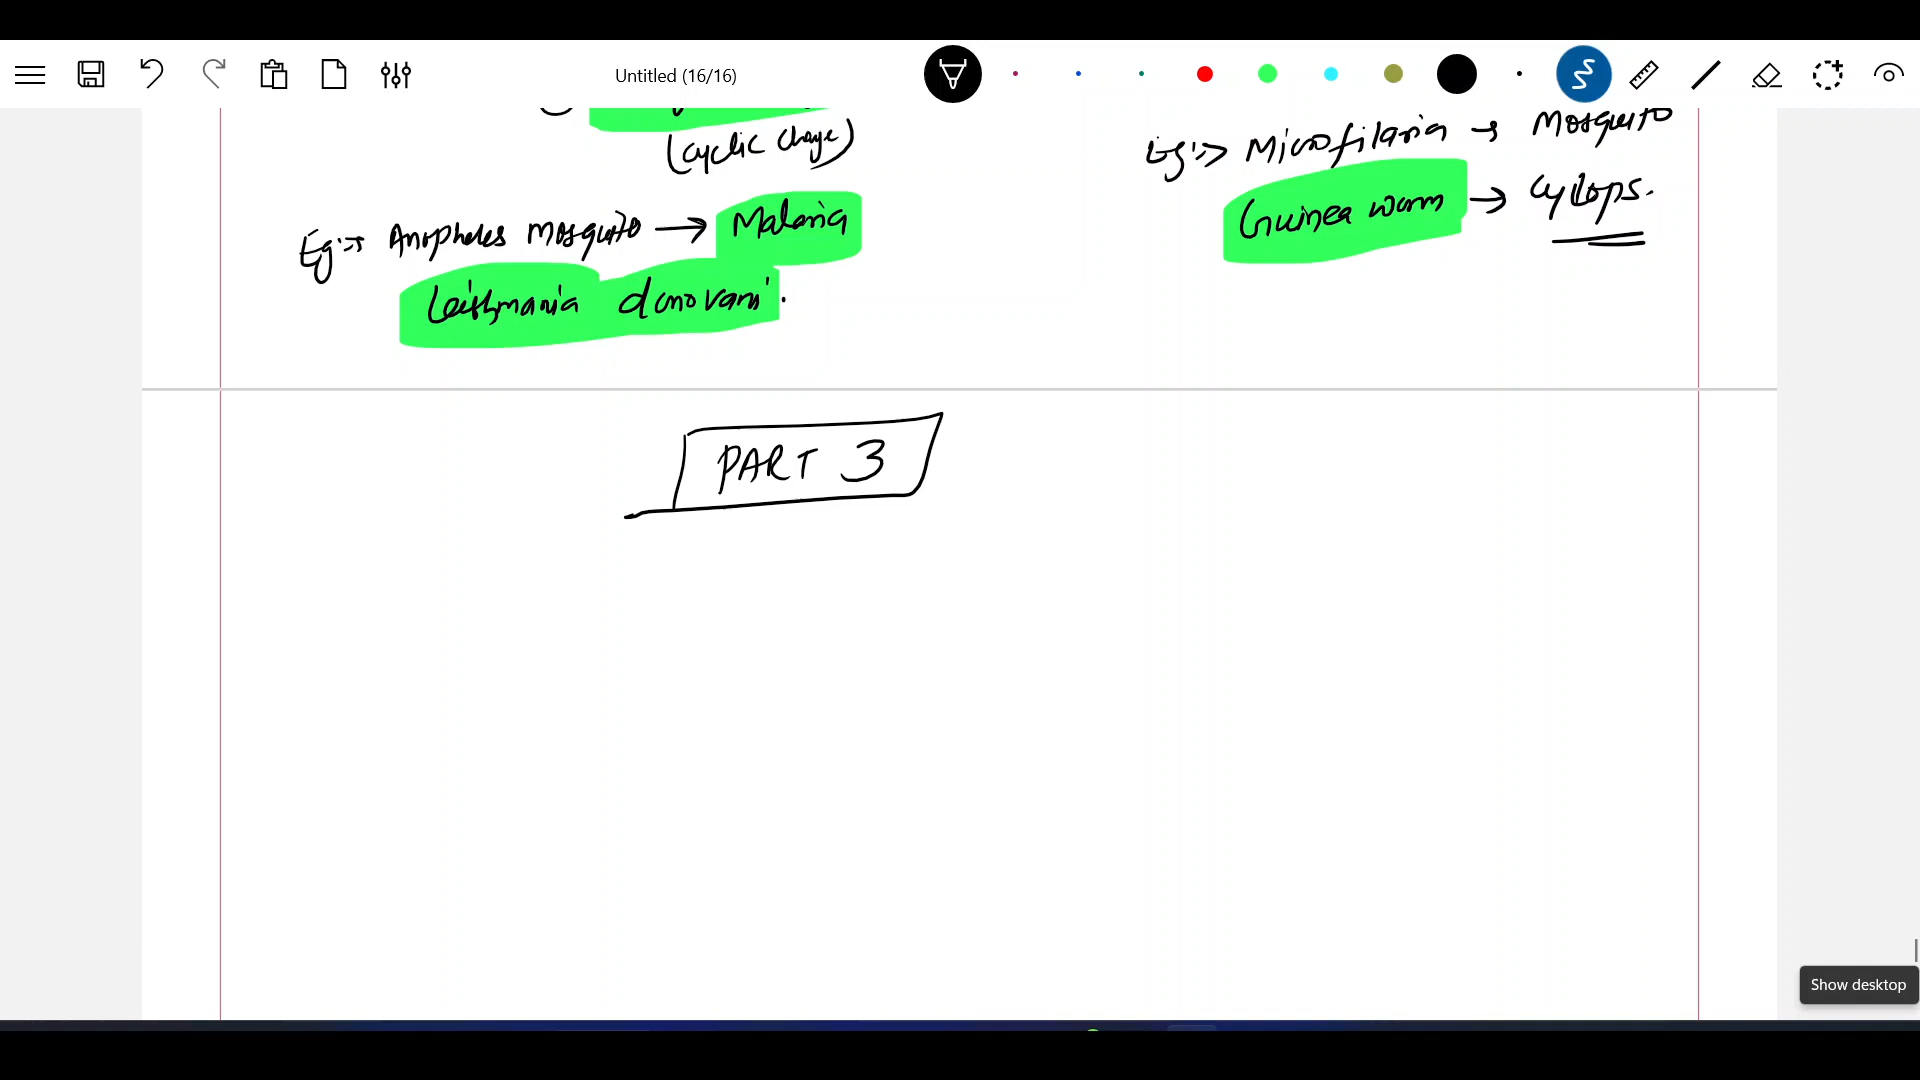 Untitled (16/16)
(cyclic change)
Eg:-> Microfilaria → Mosquito
Guinea worm → Cyclops.
Eg:-> Anopheles Mosquito → Malaria
Leishmania donovani.
PART 3
Show desktop